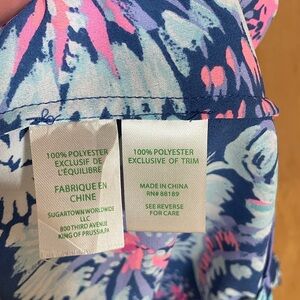 100% POLYESTER
EXCLUSIF DE
L'ÉQUILIBRE
FABRIQUE EN
CHINE
SUGARTOWN WORLDWIDE
LLC
800 THIRD AVENUE
KING OF PRUSSIA,PA
100% POLYESTER
EXCLUSIVE OF TRIM
MADE IN CHINA
RN# 88189
SEE REVERSE
FOR CARE